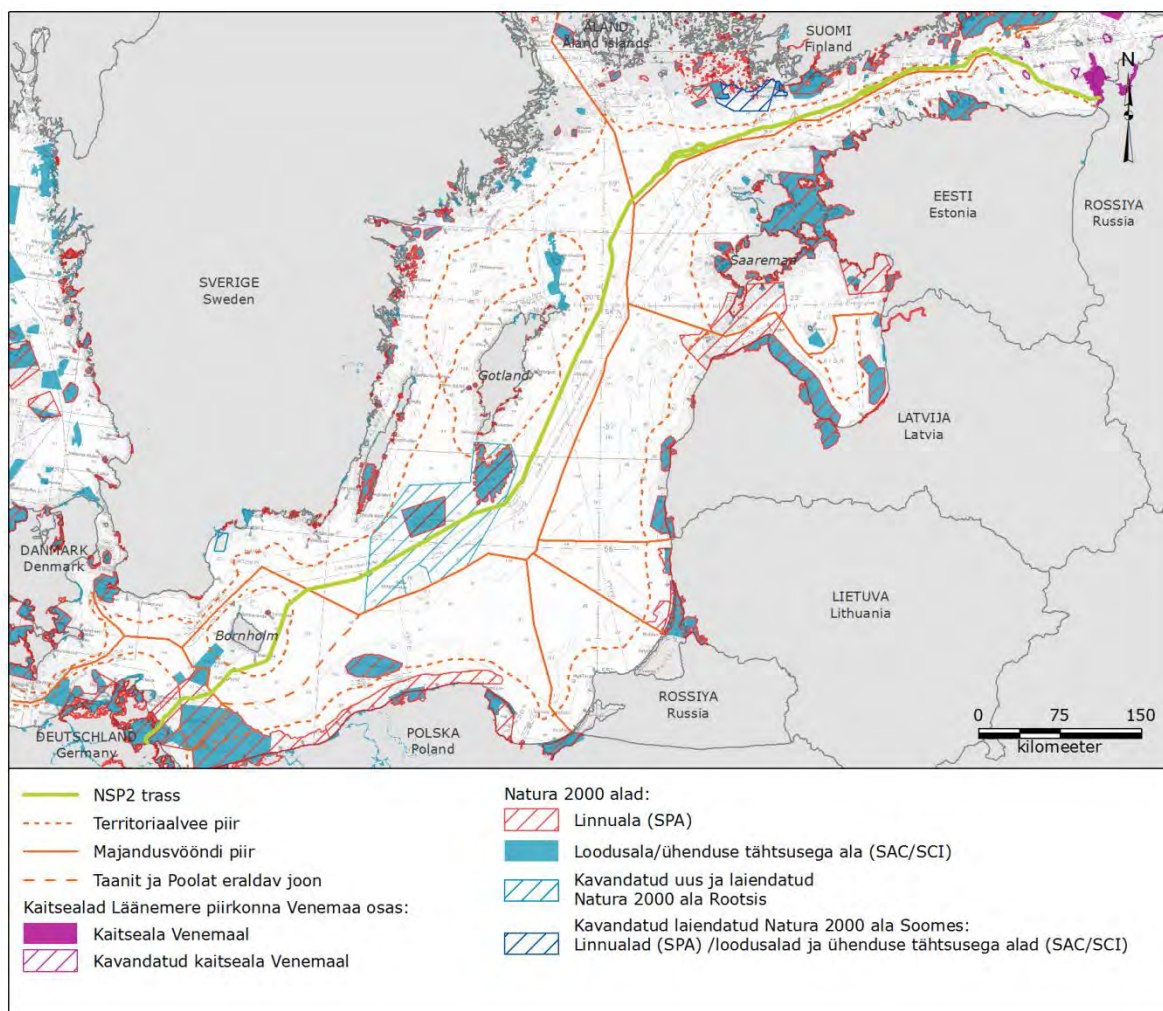 ÅLAND
Åland islands
SUOMI
Finland
N
EESTI
Estonia
ROSSIYA
Russia
SVERIGE
Sweden
Saaremaa
Gotland
LATVIJA
Latvia
DANMARK
Denmark
LIETUVA
Lithuania
Bornholm
ROSSIYA
Russia
DEUTSCHLAND
Germany
POLSKA
Poland
0 75 150
kilomeeter
NSP2 trass
Territoriaalvee piir
Majandusvööndi piir
Taanit ja Poolat eraldav joon
Kaitsealad Läänemere piirkonna Venemaa osas:
Kaitseala Venemaal
Kavandatud kaitseala Venemaal
Natura 2000 alad:
Linnuala (SPA)
Loodusala/ühenduse tähtsusega ala (SAC/SCI)
Kavandatud uus ja laiendatud
Natura 2000 ala Rootsis
Kavandatud laiendatud Natura 2000 ala Soomes:
Linnualad (SPA) /loodusalad ja ühenduse tähtsusega alad (SAC/SCI)